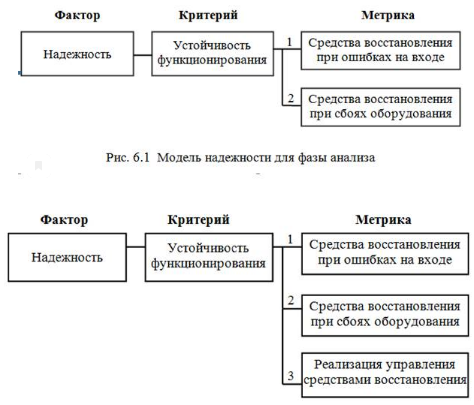 Фактор Критерий Метрика
Надежность
Устойчивость
функционирования
1
Средства восстановления
при ошибках на входе
2
Средства восстановления
при сбоях оборудования
Рис. 6.1 Модель надежности для фазы анализа
Фактор Критерий Метрика
Надежность
Устойчивость
функционирования
1
Средства восстановления
при ошибках на входе
2
Средства восстановления
при сбоях оборудования
3
Реализация управления
средствами восстановления